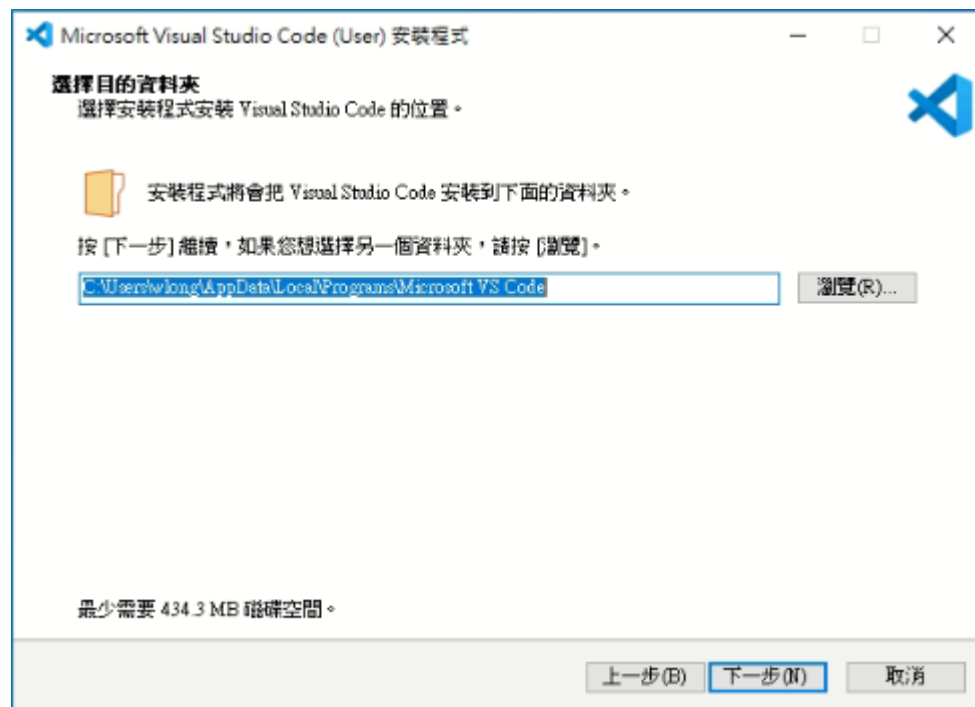 Microsoft Visual Studio Code (User) 安裝程式
選擇目的資料夾
選擇安裝程式安裝 Visual Studio Code 的位置。
安裝程式將會把 Visual Studio Code 安裝到下面的資料夾。
按 [下一步] 繼續，如果您想選擇另一個資料夾，請按 [瀏覽]。
C:\Users\wlong\AppData\Local\Programs\Microsoft VS Code
瀏覽(R)...
最少需要 434.3 MB 磁碟空間。
上一步(B) 下一步(N) 取消